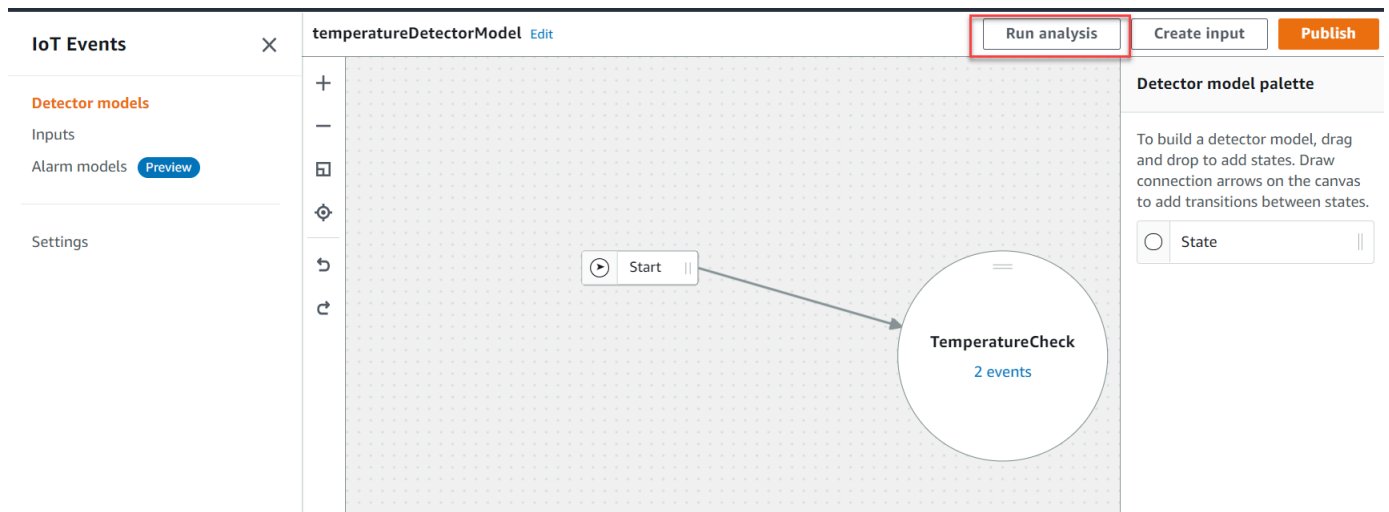 IoT Events
temperatureDetectorModel Edit
Run analysis
Create input
Publish
Detector models
Inputs
Alarm models Preview
Settings
Start
TemperatureCheck
2 events
Detector model palette
To build a detector model, drag
and drop to add states. Draw
connection arrows on the canvas
to add transitions between states.
State